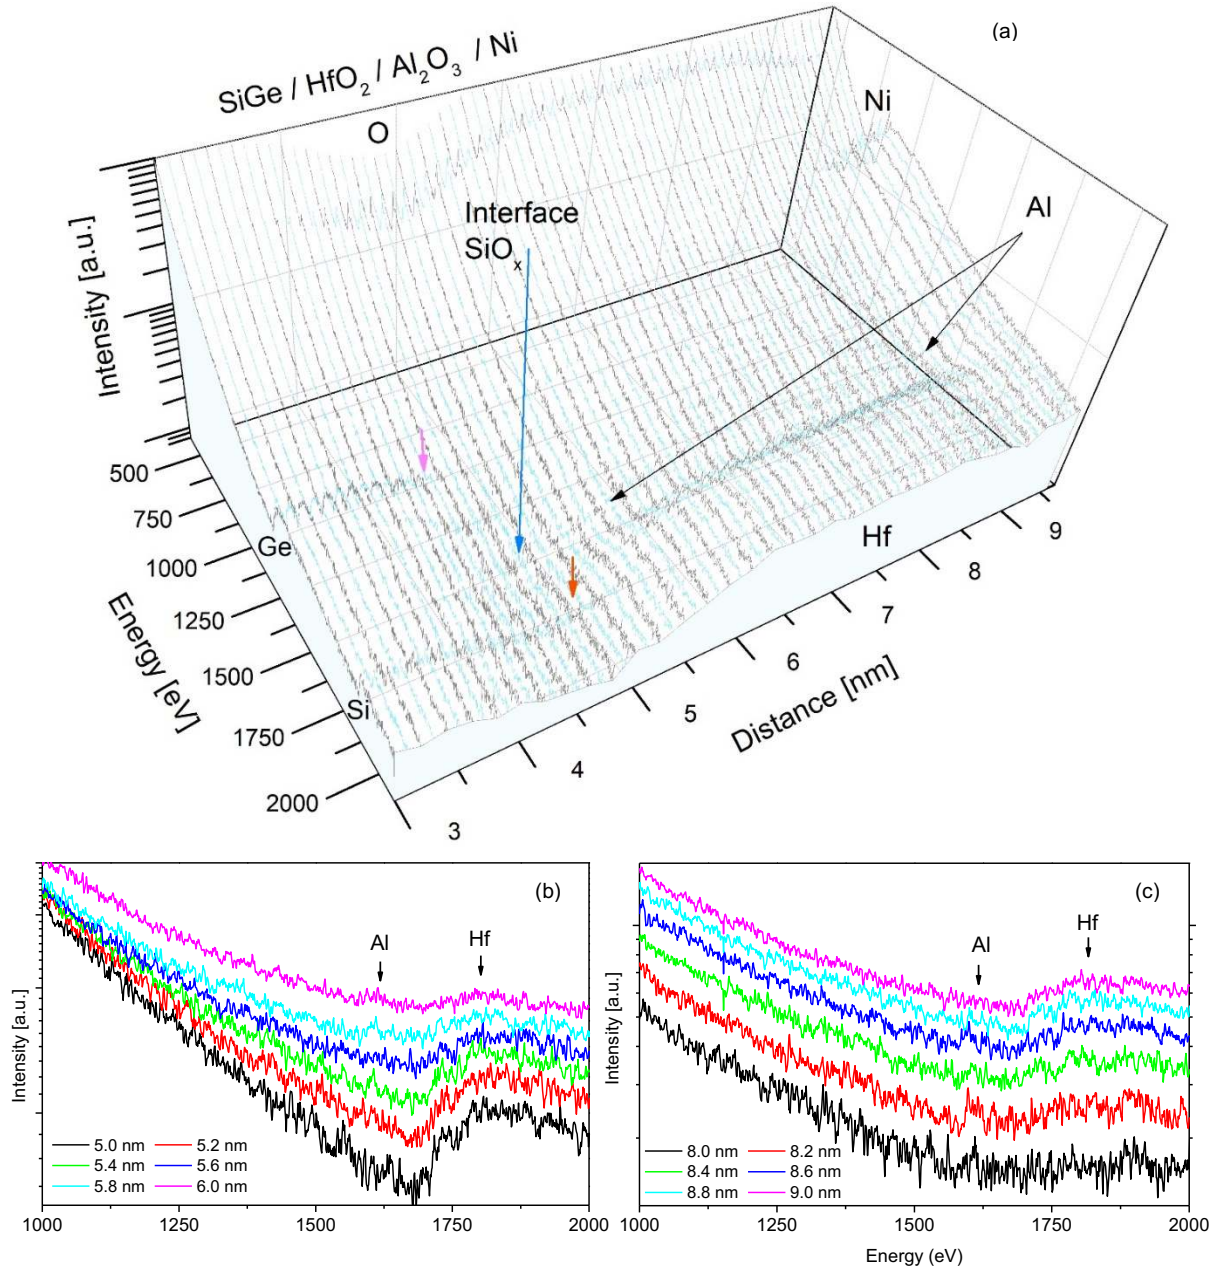 (a)
SiGe / HfO₂ / Al₂O₃ / Ni
O
Ni
Interface
SiOₓ
Al
Intensity [a.u.]
500
750
1000
1250
1500
1750
2000
Energy [eV]
Ge
Si
Hf
3
4
5
6
7
8
9
Distance [nm]
(b)
Al
Hf
Intensity [a.u.]
5.0 nm 5.2 nm
5.4 nm 5.6 nm
5.8 nm 6.0 nm
1000 1250 1500 1750 2000
(c)
Al
Hf
Intensity [a.u.]
8.0 nm 8.2 nm
8.4 nm 8.6 nm
8.8 nm 9.0 nm
1000 1250 1500 1750 2000
Energy (eV)